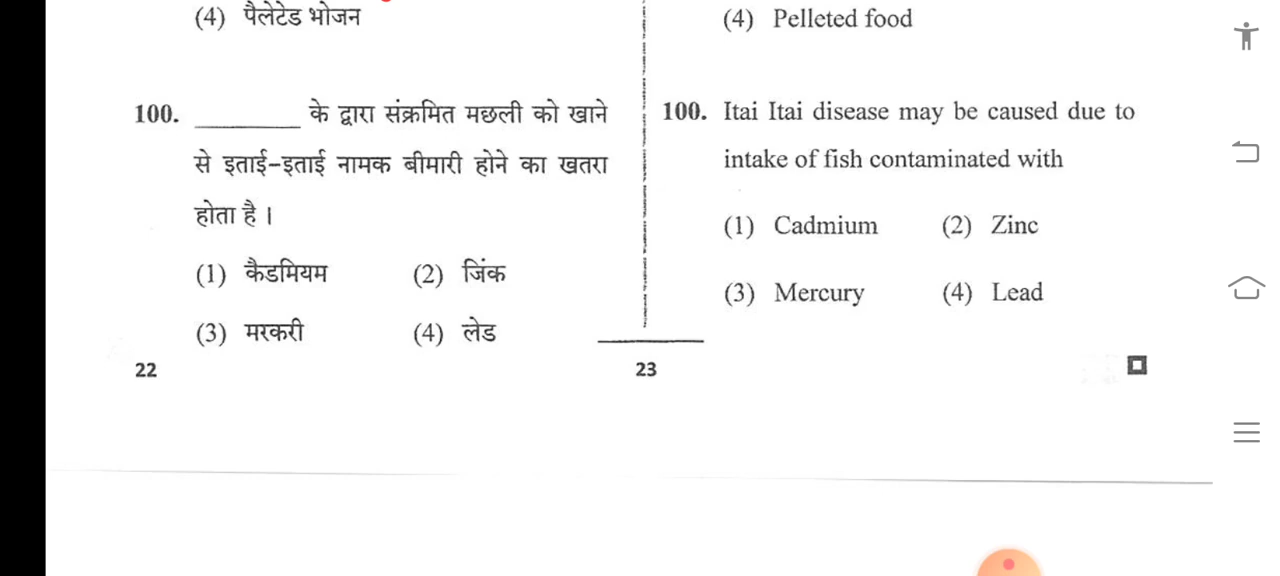 (4) पैलेटेड भोजन
100. ________ के द्वारा संक्रमित मछली को खाने
से इताई-इताई नामक बीमारी होने का खतरा
होता है ।
(1) कैडमियम (2) जिंक
(3) मरकरी (4) लेड
22
(4) Pelleted food
100. Itai Itai disease may be caused due to
intake of fish contaminated with
(1) Cadmium (2) Zinc
(3) Mercury (4) Lead
23